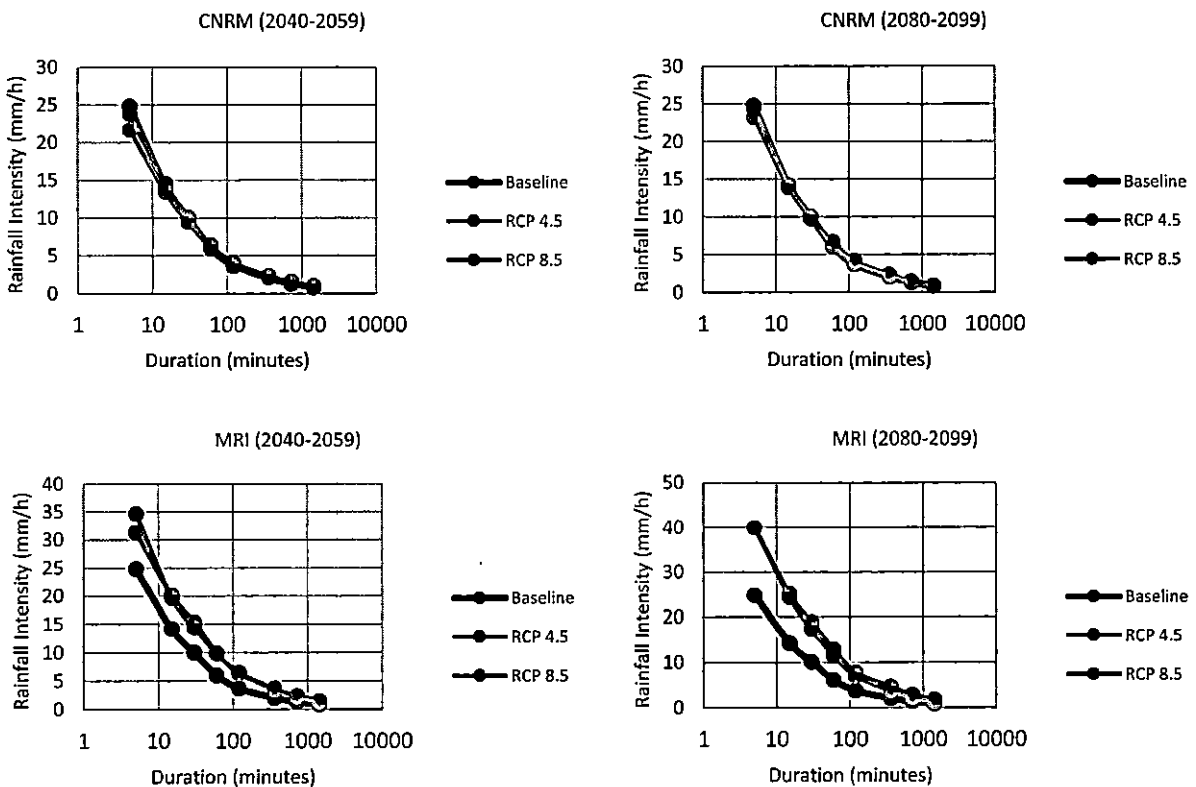 CNRM (2040-2059)
30
25
20
15
10
5
0
Rainfall Intensity (mm/h)
1 10 100 1000 10000
Duration (minutes)
Baseline
RCP 4.5
RCP 8.5
CNRM (2080-2099)
30
25
20
15
10
5
0
Rainfall Intensity (mm/h)
1 10 100 1000 10000
Duration (minutes)
Baseline
RCP 4.5
RCP 8.5
MRI (2040-2059)
40
35
30
25
20
15
10
5
0
Rainfall Intensity (mm/h)
1 10 100 1000 10000
Duration (minutes)
Baseline
RCP 4.5
RCP 8.5
MRI (2080-2099)
50
40
30
20
10
0
Rainfall Intensity (mm/h)
1 10 100 1000 10000
Duration (minutes)
Baseline
RCP 4.5
RCP 8.5